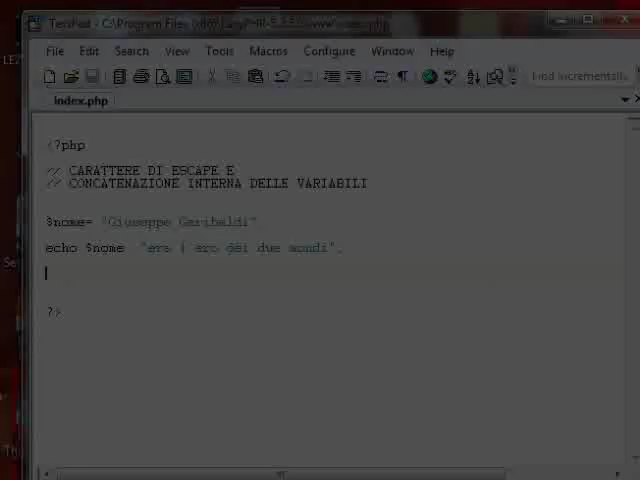 TextPad - C:\Program Files
File Edit Search View Tools Macros Configure Window Help
Find incrementally
index.php
<?php
// CARATTERE DI ESCAPE E
// CONCATENAZIONE INTERNA DELLE VARIABILI
$nome= "Giuseppe Garibaldi"
echo $nome "era l ero dei due mondi".
?>